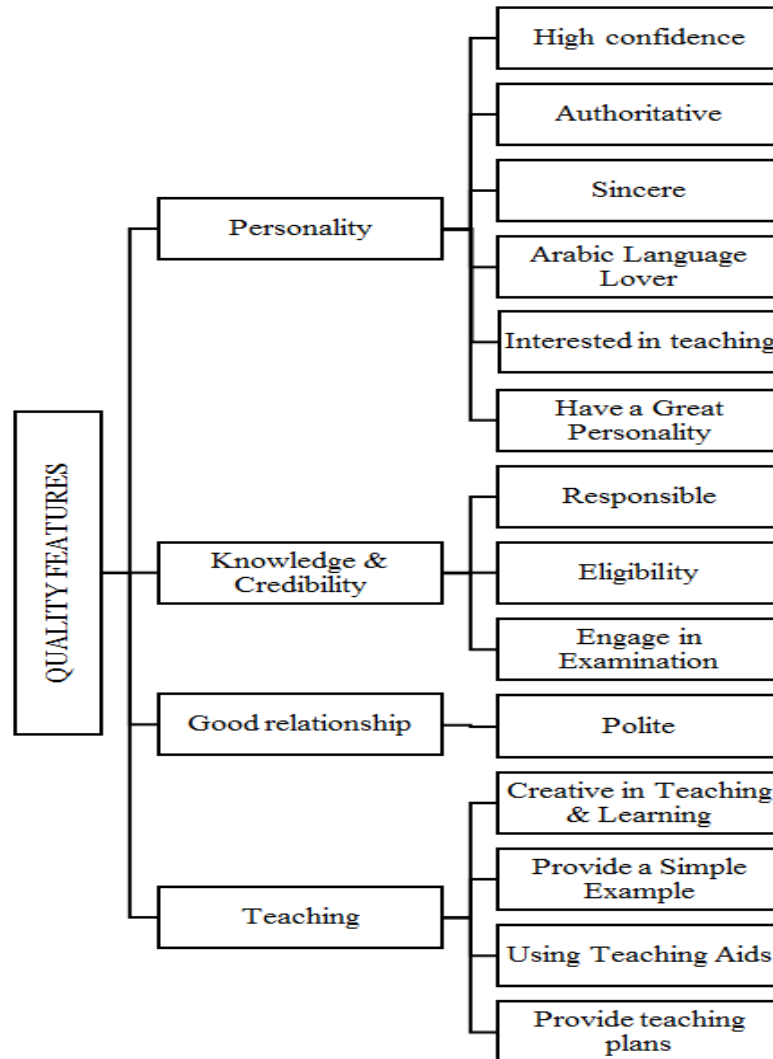 High confidence
Authoritative
Sincere
Personality
Arabic Language
Lover
Interested in teaching
Have a Great
Personality
QUALITY FEATURES
Responsible
Knowledge &
Credibility
Eligibility
Engage in
Examination
Good relationship
Polite
Creative in Teaching
& Learning
Provide a Simple
Example
Teaching
Using Teaching Aids
Provide teaching
plans